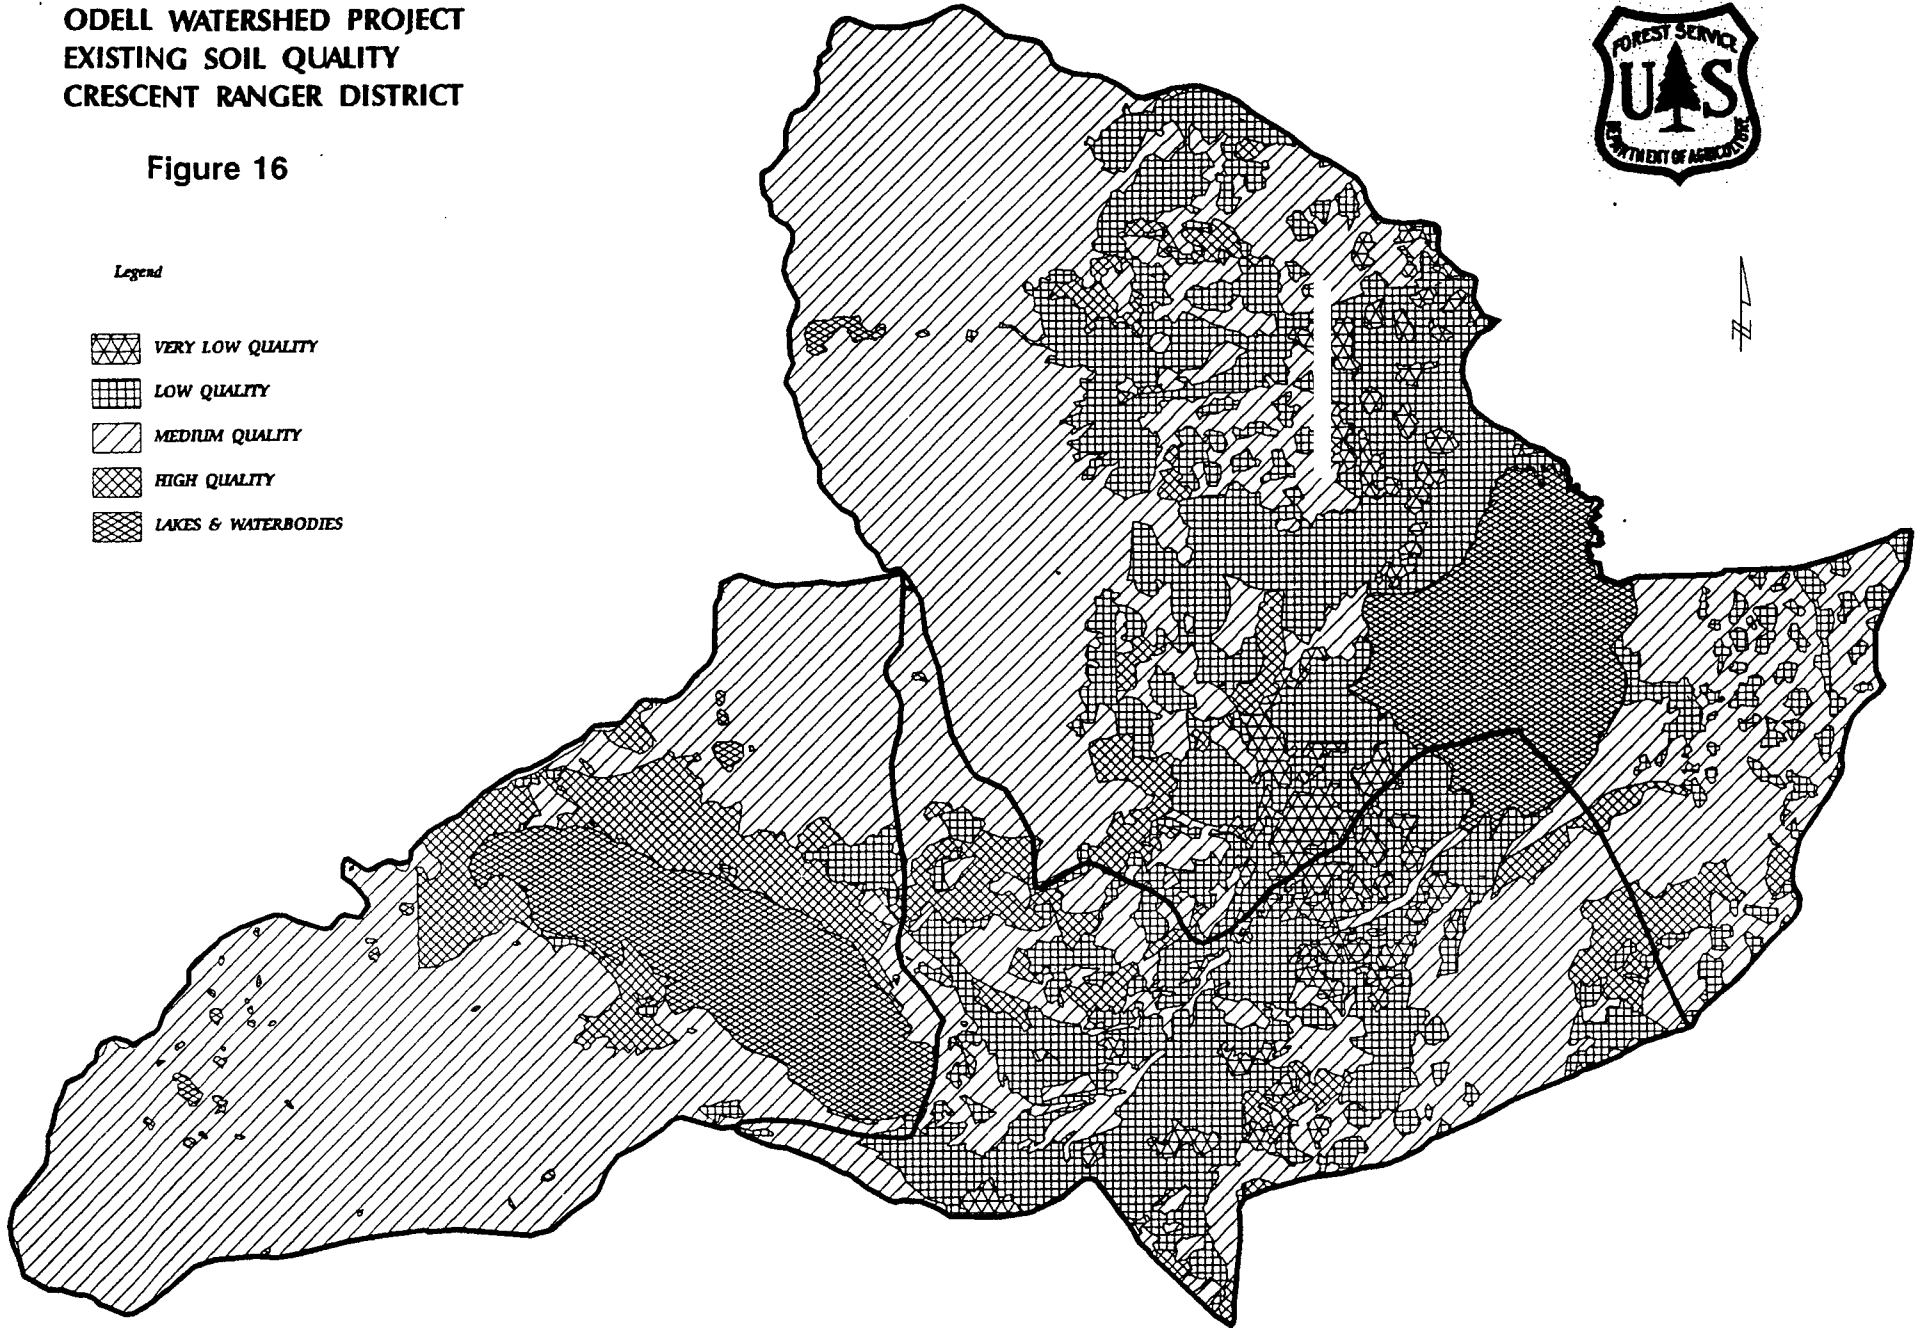 ODELL WATERSHED PROJECT
EXISTING SOIL QUALITY
CRESCENT RANGER DISTRICT
Figure 16
FOREST SERVICE
U S
DEPARTMENT OF AGRICULTURE
Legend
VERY LOW QUALITY
LOW QUALITY
MEDIUM QUALITY
HIGH QUALITY
LAKES & WATERBODIES
N